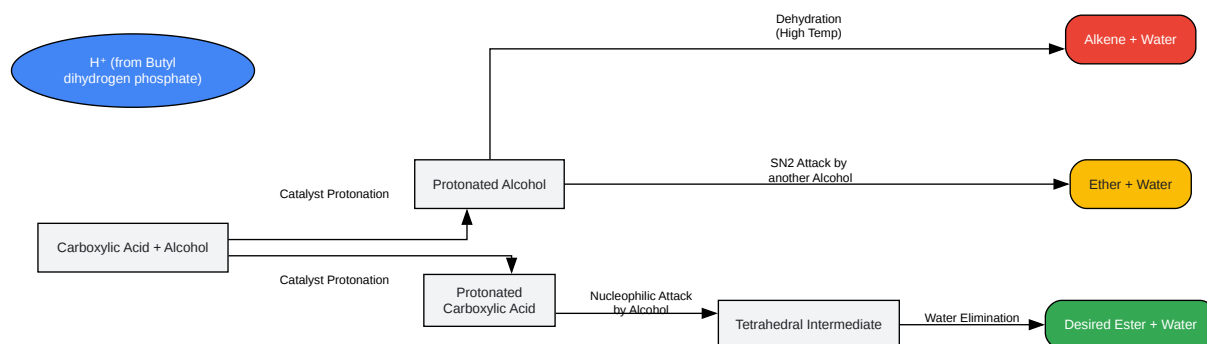 Dehydration
(High Temp)
Alkene + Water
H⁺ (from Butyl
dihydrogen phosphate)
Protonated Alcohol
SN2 Attack by
another Alcohol
Ether + Water
Catalyst Protonation
Carboxylic Acid + Alcohol
Catalyst Protonation
Protonated
Carboxylic Acid
Nucleophilic Attack
by Alcohol
Tetrahedral Intermediate
Water Elimination
Desired Ester + Water